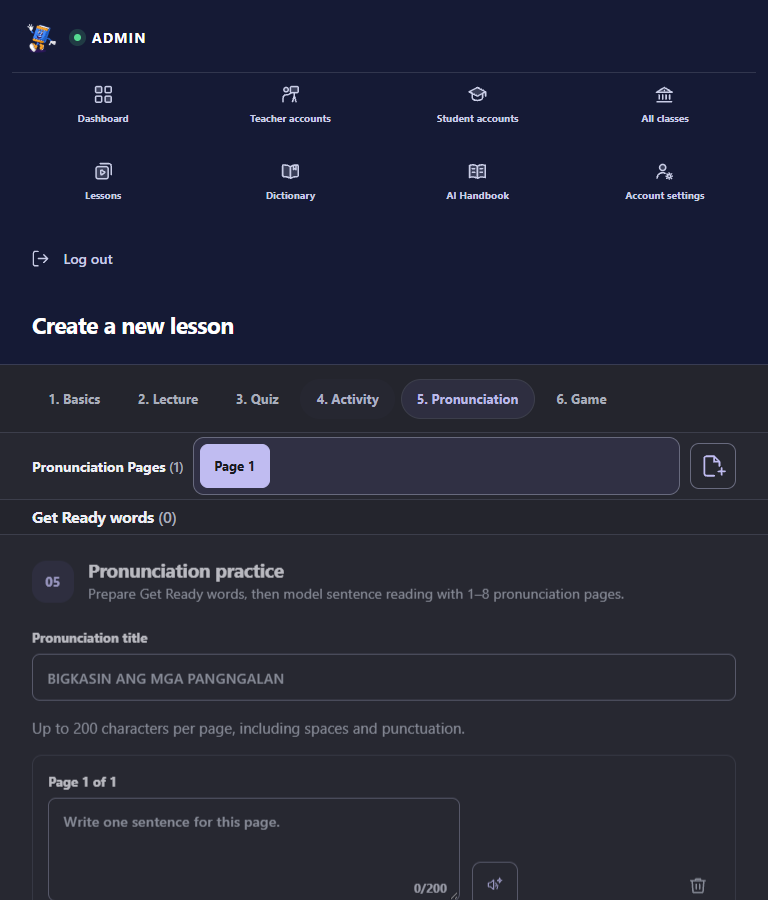 ADMIN
Dashboard
Teacher accounts
Student accounts
All classes
Lessons
Dictionary
AI Handbook
Account settings
Log out
Create a new lesson
1. Basics
2. Lecture
3. Quiz
4. Activity
5. Pronunciation
6. Game
Pronunciation Pages (1)
Page 1
Get Ready words (0)
05
Pronunciation practice
Prepare Get Ready words, then model sentence reading with 1–8 pronunciation pages.
Pronunciation title
BIGKASIN ANG MGA PANGNGALAN
Up to 200 characters per page, including spaces and punctuation.
Page 1 of 1
Write one sentence for this page.
0/200